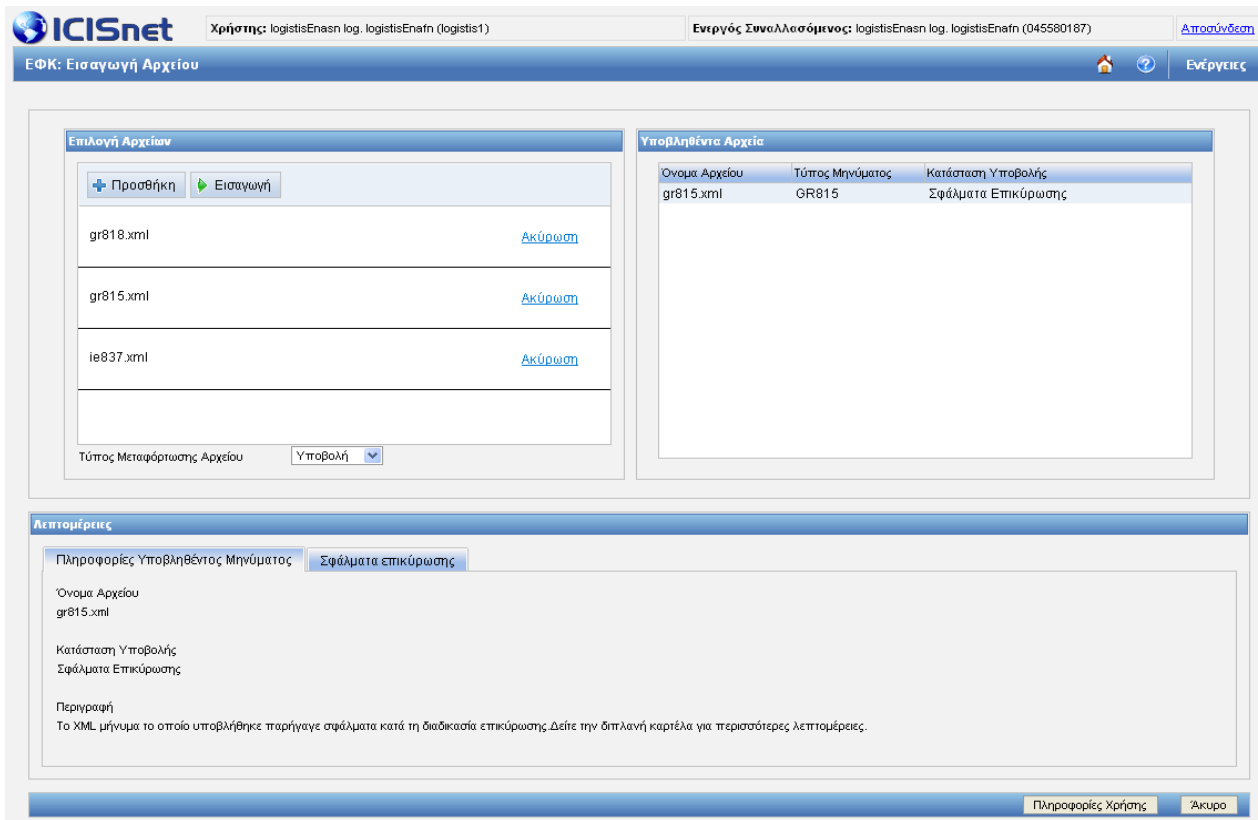 ICISnet
Χρήστης: logistisEnasn log. logistisEnafn (logistis1)
Ενεργός Συναλλασόμενος: logistisEnasn log. logistisEnafn (045580187)
Αποσύνδεση
ΕΦΚ: Εισαγωγή Αρχείου
Ενέργειες
Επιλογή Αρχείων
Προσθήκη
Εισαγωγή
gr818.xml Ακύρωση
gr815.xml Ακύρωση
ie837.xml Ακύρωση
Τύπος Μεταφόρτωσης Αρχείου Υποβολή
Υποβληθέντα Αρχεία
Όνομα Αρχείου Τύπος Μηνύματος Κατάσταση Υποβολής
gr815.xml GR815 Σφάλματα Επικύρωσης
Λεπτομέρειες
Πληροφορίες Υποβληθέντος Μηνύματος
Σφάλματα επικύρωσης
Όνομα Αρχείου
gr815.xml
Κατάσταση Υποβολής
Σφάλματα Επικύρωσης
Περιγραφή
Το XML μήνυμα το οποίο υποβλήθηκε παρήγαγε σφάλματα κατά τη διαδικασία επικύρωσης.Δείτε την διπλανή καρτέλα για περισσότερες λεπτομέρειες.
Πληροφορίες Χρήσης
Άκυρο